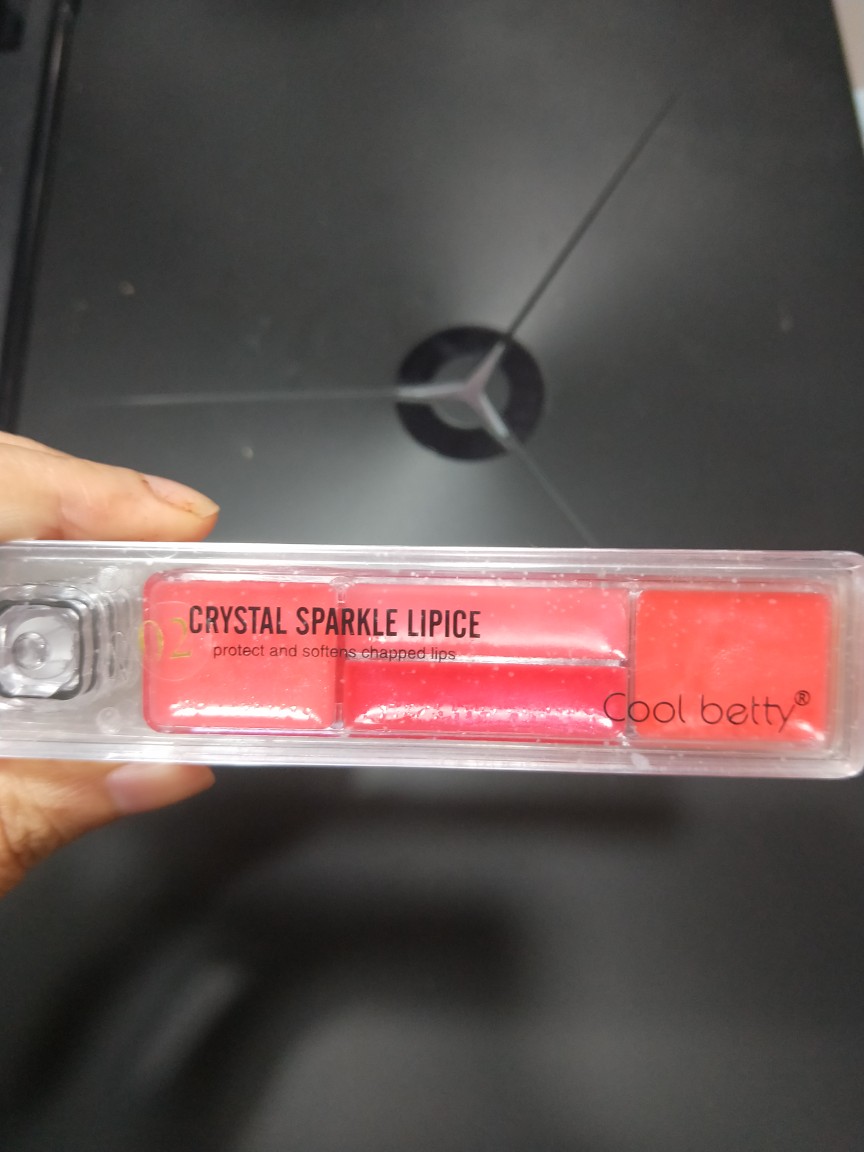 02
CRYSTAL SPARKLE LIPICE
protect and softens chapped lips
Cool betty®